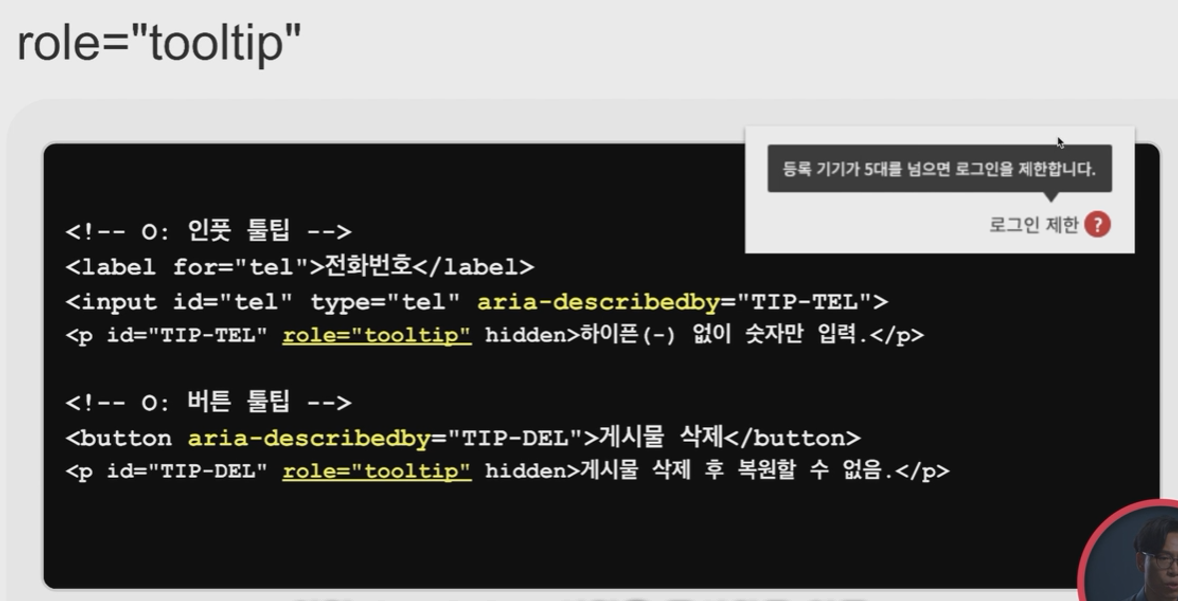 role="tooltip"
등록 기기가 5대를 넘으면 로그인을 제한합니다.
로그인 제한 ?
<!-- O: 인풋 툴팁 -->
<label for="tel">전화번호</label>
<input id="tel" type="tel" aria-describedby="TIP-TEL">
<p id="TIP-TEL" role="tooltip" hidden>하이픈(-) 없이 숫자만 입력.</p>
<!-- O: 버튼 툴팁 -->
<button aria-describedby="TIP-DEL">게시물 삭제</button>
<p id="TIP-DEL" role="tooltip" hidden>게시물 삭제 후 복원할 수 없음.</p>